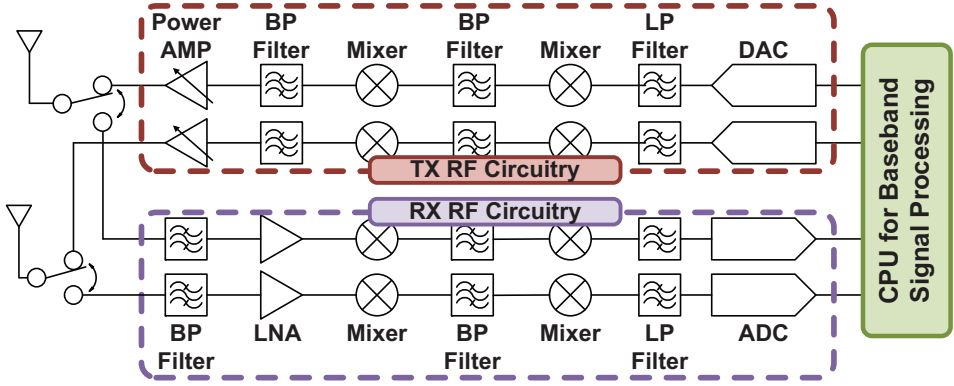 Power
AMP
BP
Filter
Mixer
BP
Filter
Mixer
LP
Filter
DAC
TX RF Circuitry
RX RF Circuitry
BP
Filter
LNA
Mixer
BP
Filter
Mixer
LP
Filter
ADC
CPU for Baseband
Signal Processing